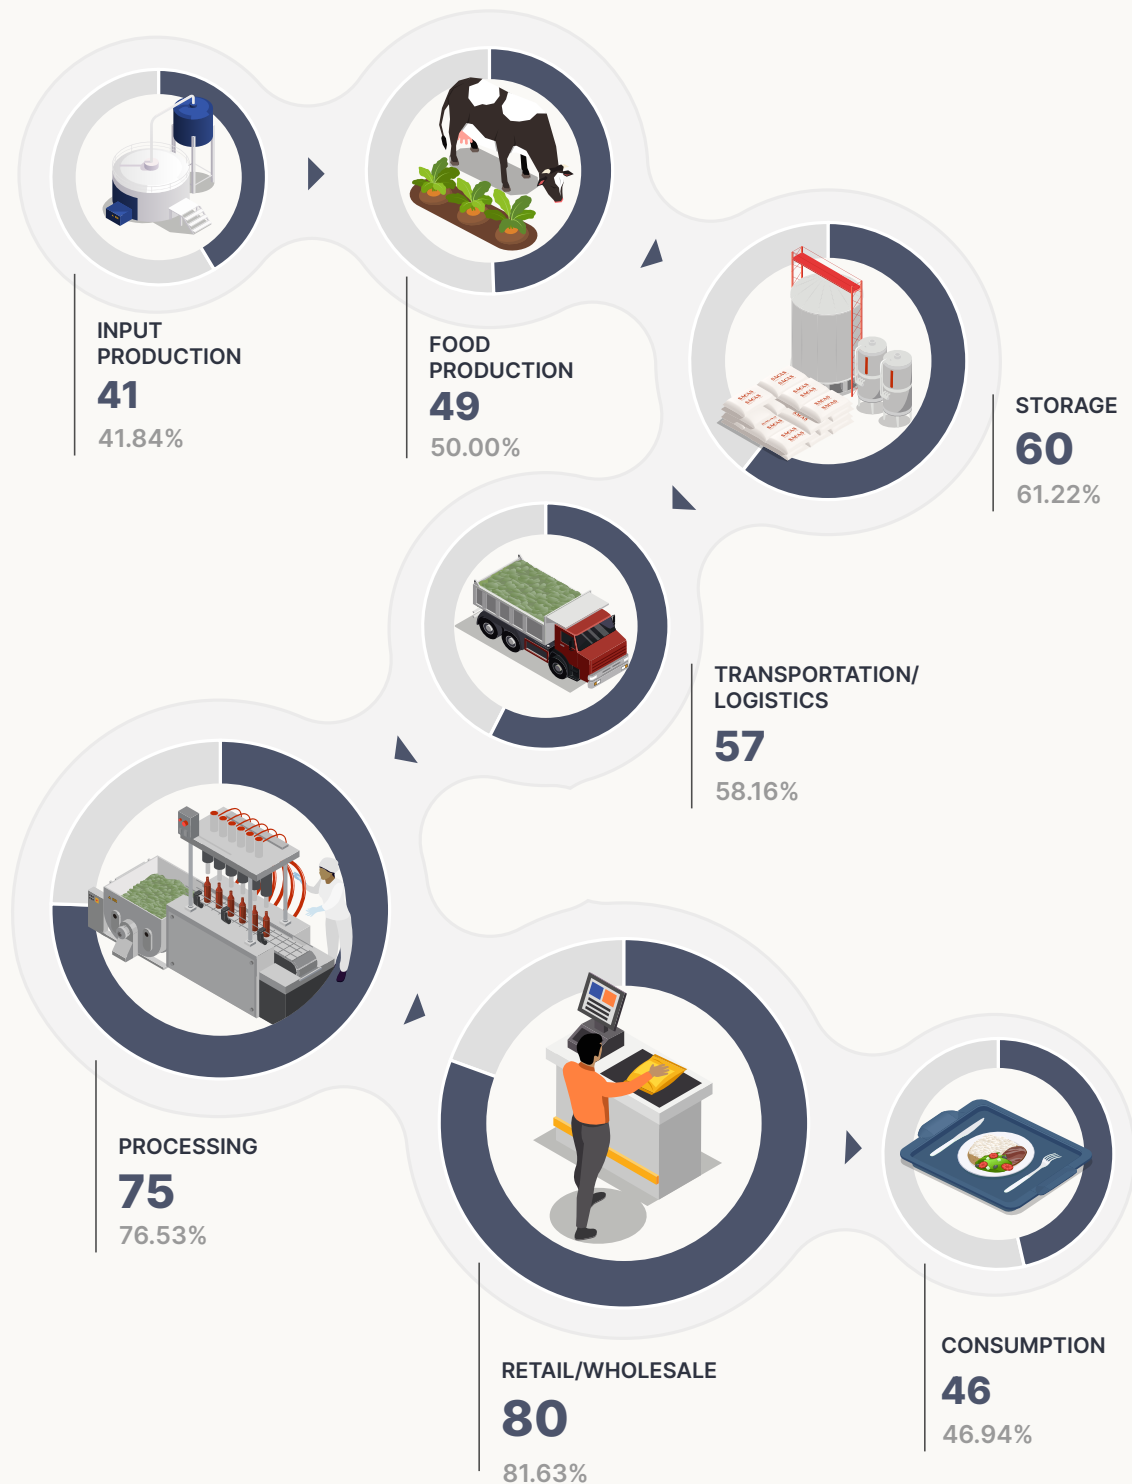 INPUT
PRODUCTION
41
41.84%
FOOD
PRODUCTION
49
50.00%
STORAGE
60
61.22%
TRANSPORTATION/
LOGISTICS
57
58.16%
PROCESSING
75
76.53%
RETAIL/WHOLESALE
80
81.63%
CONSUMPTION
46
46.94%